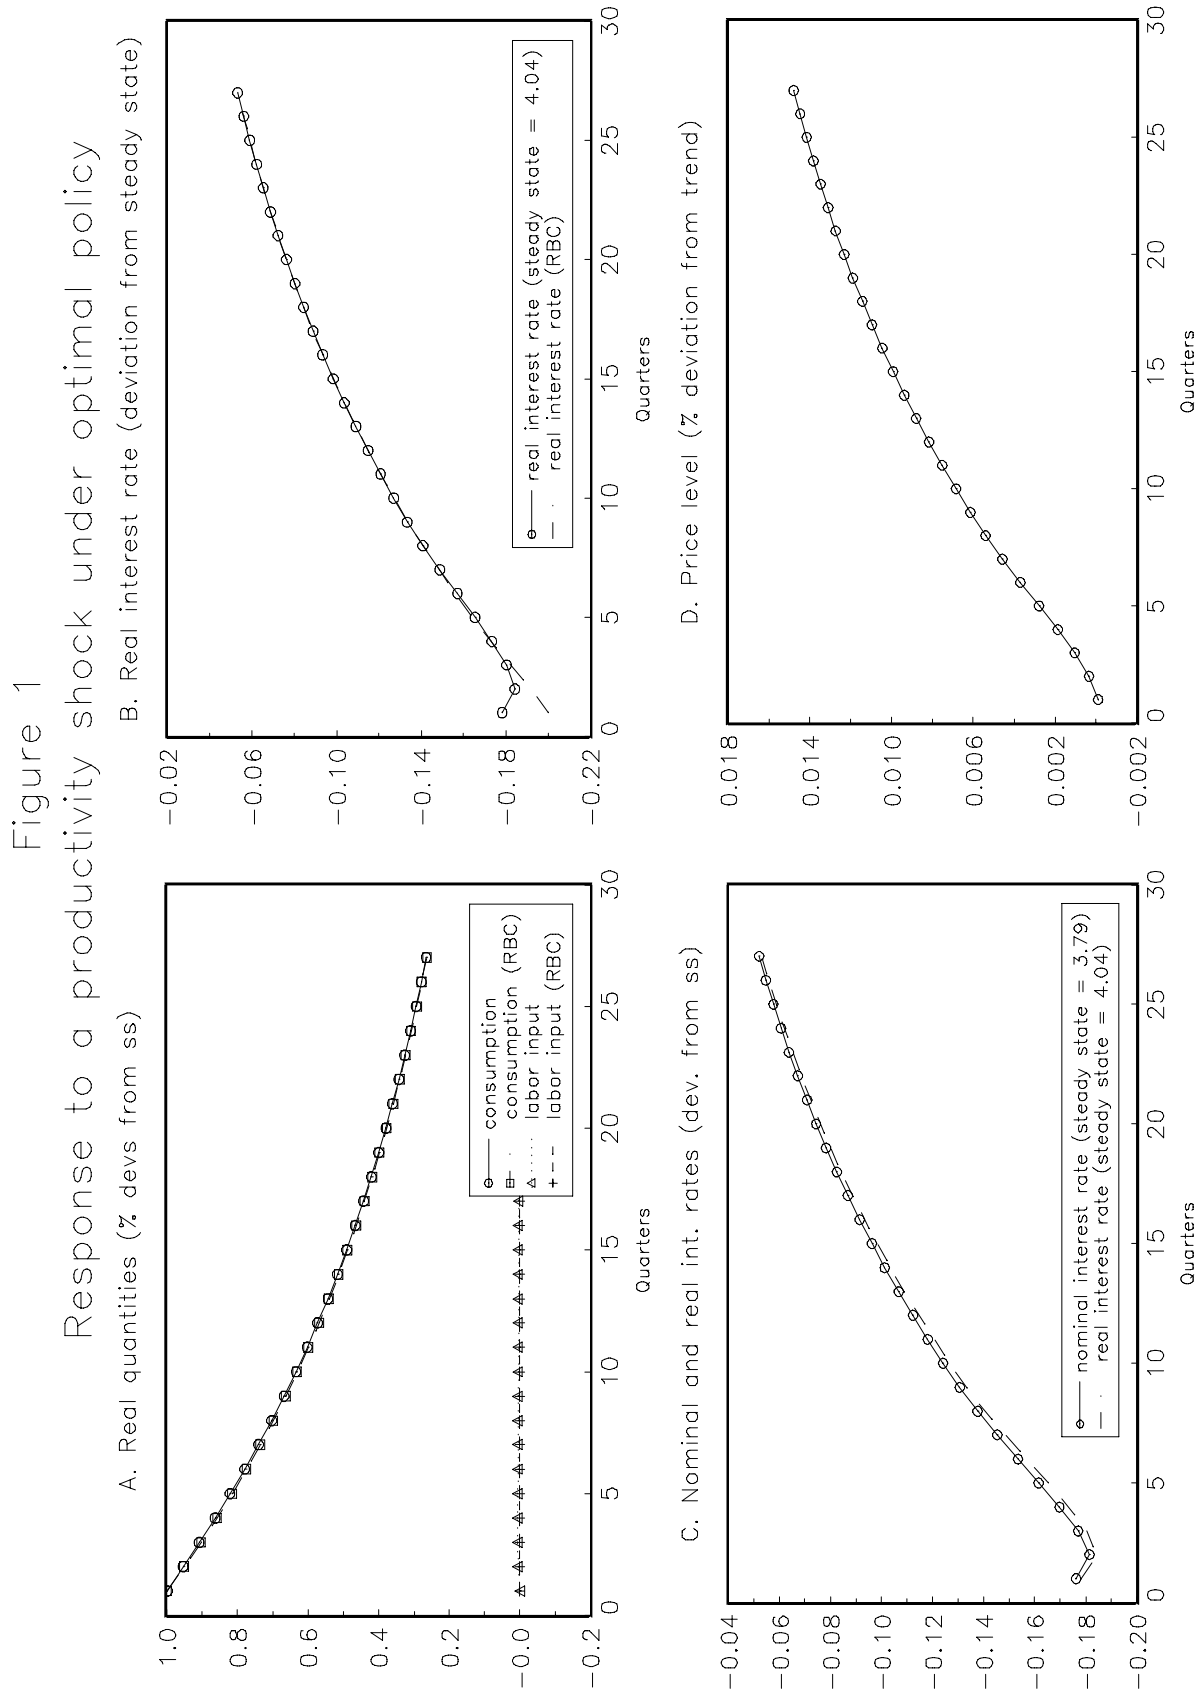 Figure 1
Response to a productivity shock under optimal policy
A. Real quantities (% devs from ss)
1.0
0.8
0.6
0.4
0.2
−0.0
−0.2
0 5 10 15 20 25 30
Quarters
consumption
consumption (RBC)
labor input
labor input (RBC)
B. Real interest rate (deviation from steady state)
−0.02
−0.06
−0.10
−0.14
−0.18
−0.22
0 5 10 15 20 25 30
Quarters
real interest rate (steady state = 4.04)
real interest rate (RBC)
C. Nominal and real int. rates (dev. from ss)
−0.04
−0.06
−0.08
−0.10
−0.12
−0.14
−0.16
−0.18
−0.20
0 5 10 15 20 25 30
Quarters
nominal interest rate (steady state = 3.79)
real interest rate (steady state = 4.04)
D. Price level (% deviation from trend)
0.018
0.014
0.010
0.006
0.002
−0.002
0 5 10 15 20 25 30
Quarters